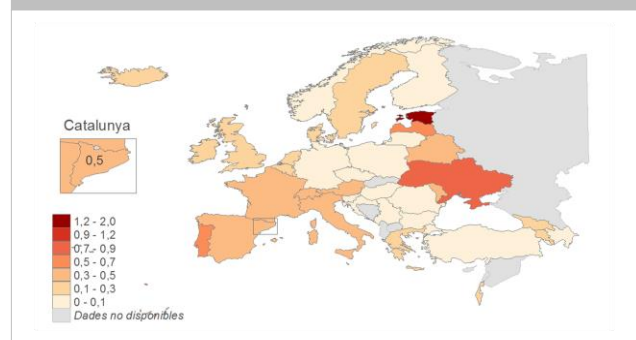 Catalunya
0,5
1,2 - 2,0
0,9 - 1,2
0,7 - 0,9
0,5 - 0,7
0,3 - 0,5
0,1 - 0,3
0 - 0,1
Dades no disponibles